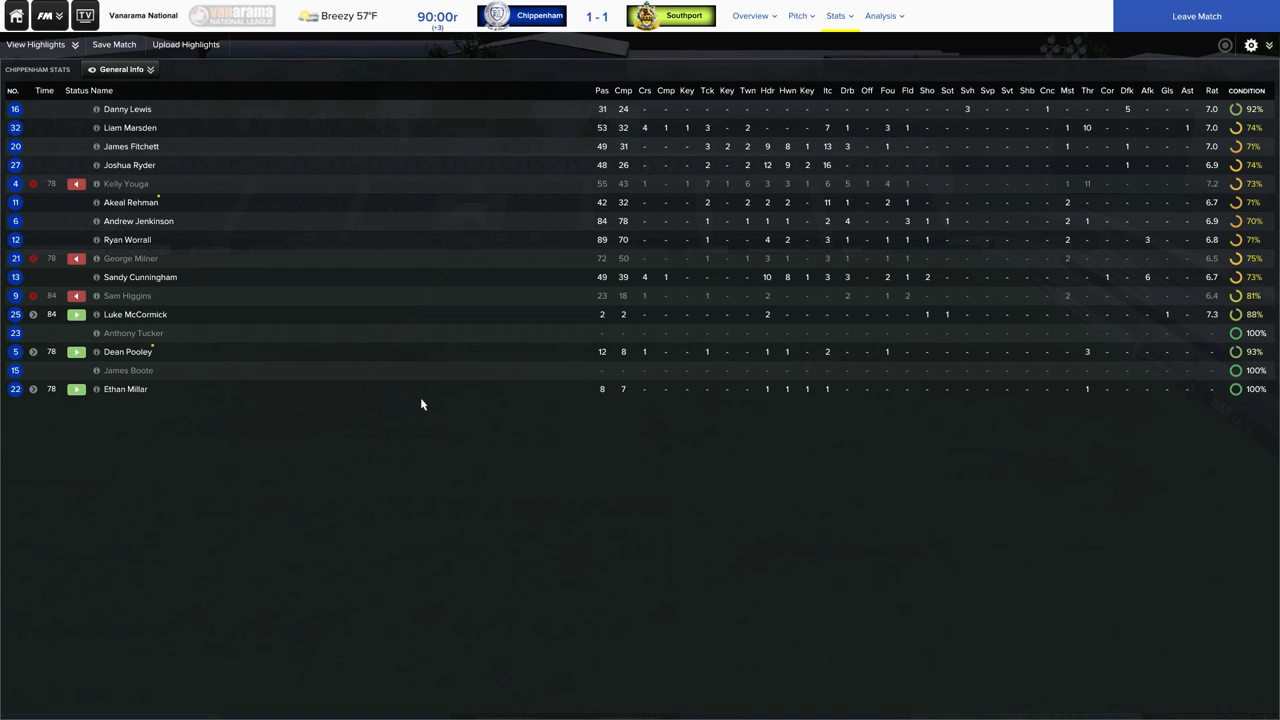 FM TV Vanarama National vanarama NATIONAL LEAGUE Breezy 57°F 90:00r (+3) Chippenham 1 - 1 Southport Overview Pitch Stats Analysis Leave Match
View Highlights Save Match Upload Highlights
CHIPPENHAM STATS General Info
NO. Time Status Name Pas Cmp Crs Cmp Key Tck Key Twn Hdr Hwn Key Itc Drb Off Fou Fld Sho Sot Svh Svp Svt Shb Cnc Mst Thr Cor Dfk Afk Gls Ast Rat CONDITION
16 Danny Lewis 31 24 - - - - - - - - - - - - - - - - 3 - - - 1 - - - 5 - - - 7.0 92%
32 Liam Marsden 53 32 4 1 1 3 - 2 - - - 7 1 - 3 1 - - - - - - - 1 10 - - - - 1 7.0 74%
20 James Fitchett 49 31 - - - 3 2 2 9 8 1 13 3 - 1 - - - - - - - - 1 - - 1 - - - 7.0 71%
27 Joshua Ryder 48 26 - - - 2 - 2 12 9 2 16 - - - - - - - - - - - - - - 1 - - - 6.9 74%
4 78 Kelly Youga 55 43 1 - 1 7 1 6 3 3 1 6 5 1 4 1 - - - - - - - 1 11 - - - - - 7.2 73%
11 Akeal Rehman 42 32 - - - 2 - 2 2 2 - 11 1 - 2 1 - - - - - - - 2 - - - - - - 6.7 71%
6 Andrew Jenkinson 84 78 - - - 1 - 1 1 1 - 2 4 - - 3 1 1 - - - - - 2 1 - - - - - 6.9 70%
12 Ryan Worrall 89 70 - - - 1 - - 4 2 - 3 1 - 1 1 1 - - - - - - 2 - - - 3 - - 6.8 71%
21 78 George Milner 72 50 - - - 1 - 1 3 1 - 3 1 - 1 1 - - - - - - - 2 - - - - - - 6.5 75%
13 Sandy Cunningham 49 39 4 1 - - - - 10 8 1 3 3 - 2 1 2 - - - - - - - - 1 - 6 - - 6.7 73%
9 84 Sam Higgins 23 18 1 - - 1 - - 2 - - - 2 - 1 2 - - - - - - - 2 - - - - - - 6.4 81%
25 84 Luke McCormick 2 2 - - - - - - 2 - - - - - - - 1 1 - - - - - - - - - - 1 - 7.3 88%
23 Anthony Tucker - - - - - - - - - - - - - - - - - - - - - - - - - - - - - - - 100%
5 78 Dean Pooley 12 8 1 - - 1 - - 1 1 - 2 - - 1 - - - - - - - - - 3 - - - - - - 93%
15 James Boote - - - - - - - - - - - - - - - - - - - - - - - - - - - - - - - 100%
22 78 Ethan Millar 8 7 - - - - - - 1 1 1 1 - - - - - - - - - - - - 1 - - - - - - 100%